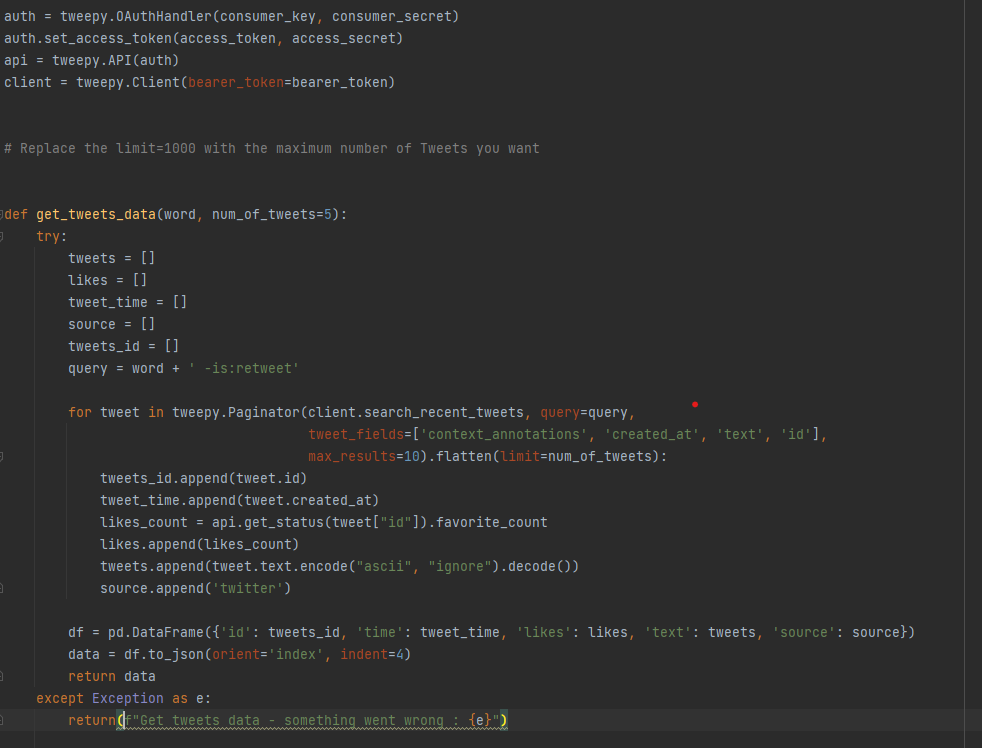 auth = tweepy.OAuthHandler(consumer_key, consumer_secret)
auth.set_access_token(access_token, access_secret)
api = tweepy.API(auth)
client = tweepy.Client(bearer_token=bearer_token)
# Replace the limit=1000 with the maximum number of Tweets you want
def get_tweets_data(word, num_of_tweets=5):
    try:
        tweets = []
        likes = []
        tweet_time = []
        source = []
        tweets_id = []
        query = word + ' -is:retweet'
        for tweet in tweepy.Paginator(client.search_recent_tweets, query=query,
                                      tweet_fields=['context_annotations', 'created_at', 'text', 'id'],
                                      max_results=10).flatten(limit=num_of_tweets):
            tweets_id.append(tweet.id)
            tweet_time.append(tweet.created_at)
            likes_count = api.get_status(tweet["id"]).favorite_count
            likes.append(likes_count)
            tweets.append(tweet.text.encode("ascii", "ignore").decode())
            source.append('twitter')
        df = pd.DataFrame({'id': tweets_id, 'time': tweet_time, 'likes': likes, 'text': tweets, 'source': source})
        data = df.to_json(orient='index', indent=4)
        return data
    except Exception as e:
        return(f"Get tweets data - something went wrong : {e}")